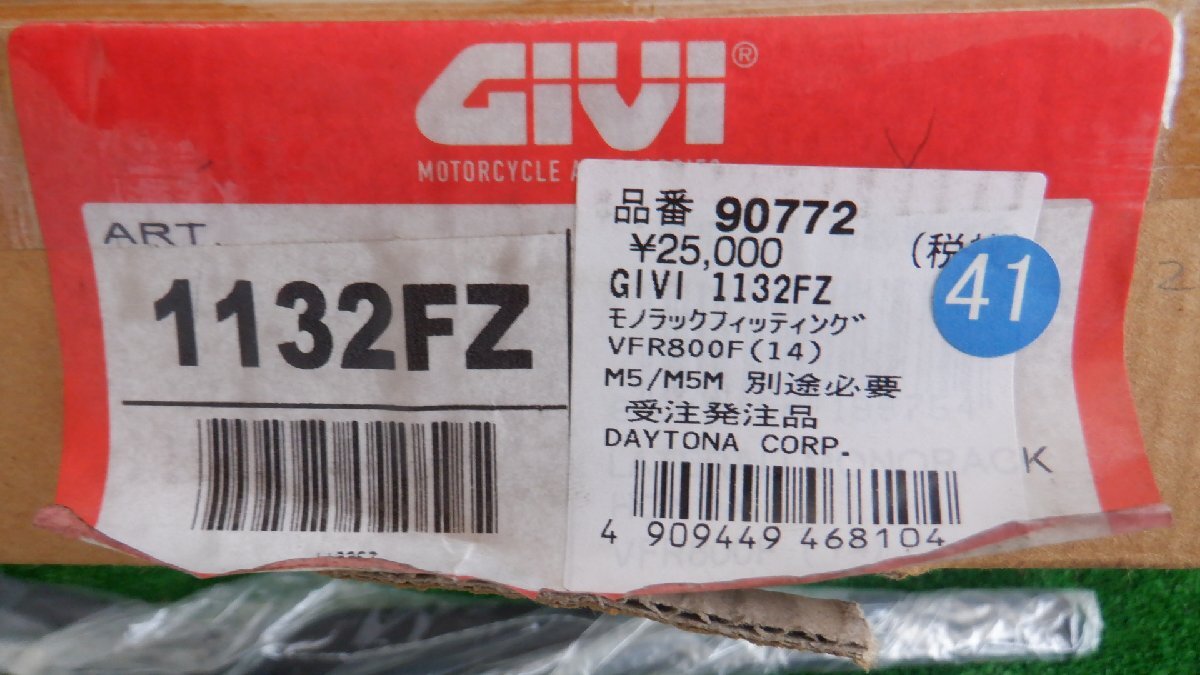 GIVI®
MOTORCYCLE
ART.
1132FZ
品番 90772
¥25,000 (税
GIVI 1132FZ
モノラックフィッティング
VFR800F(14)
M5/M5M 別途必要
受注発注品
DAYTONA CORP.
4 909449 468104
41
K
2